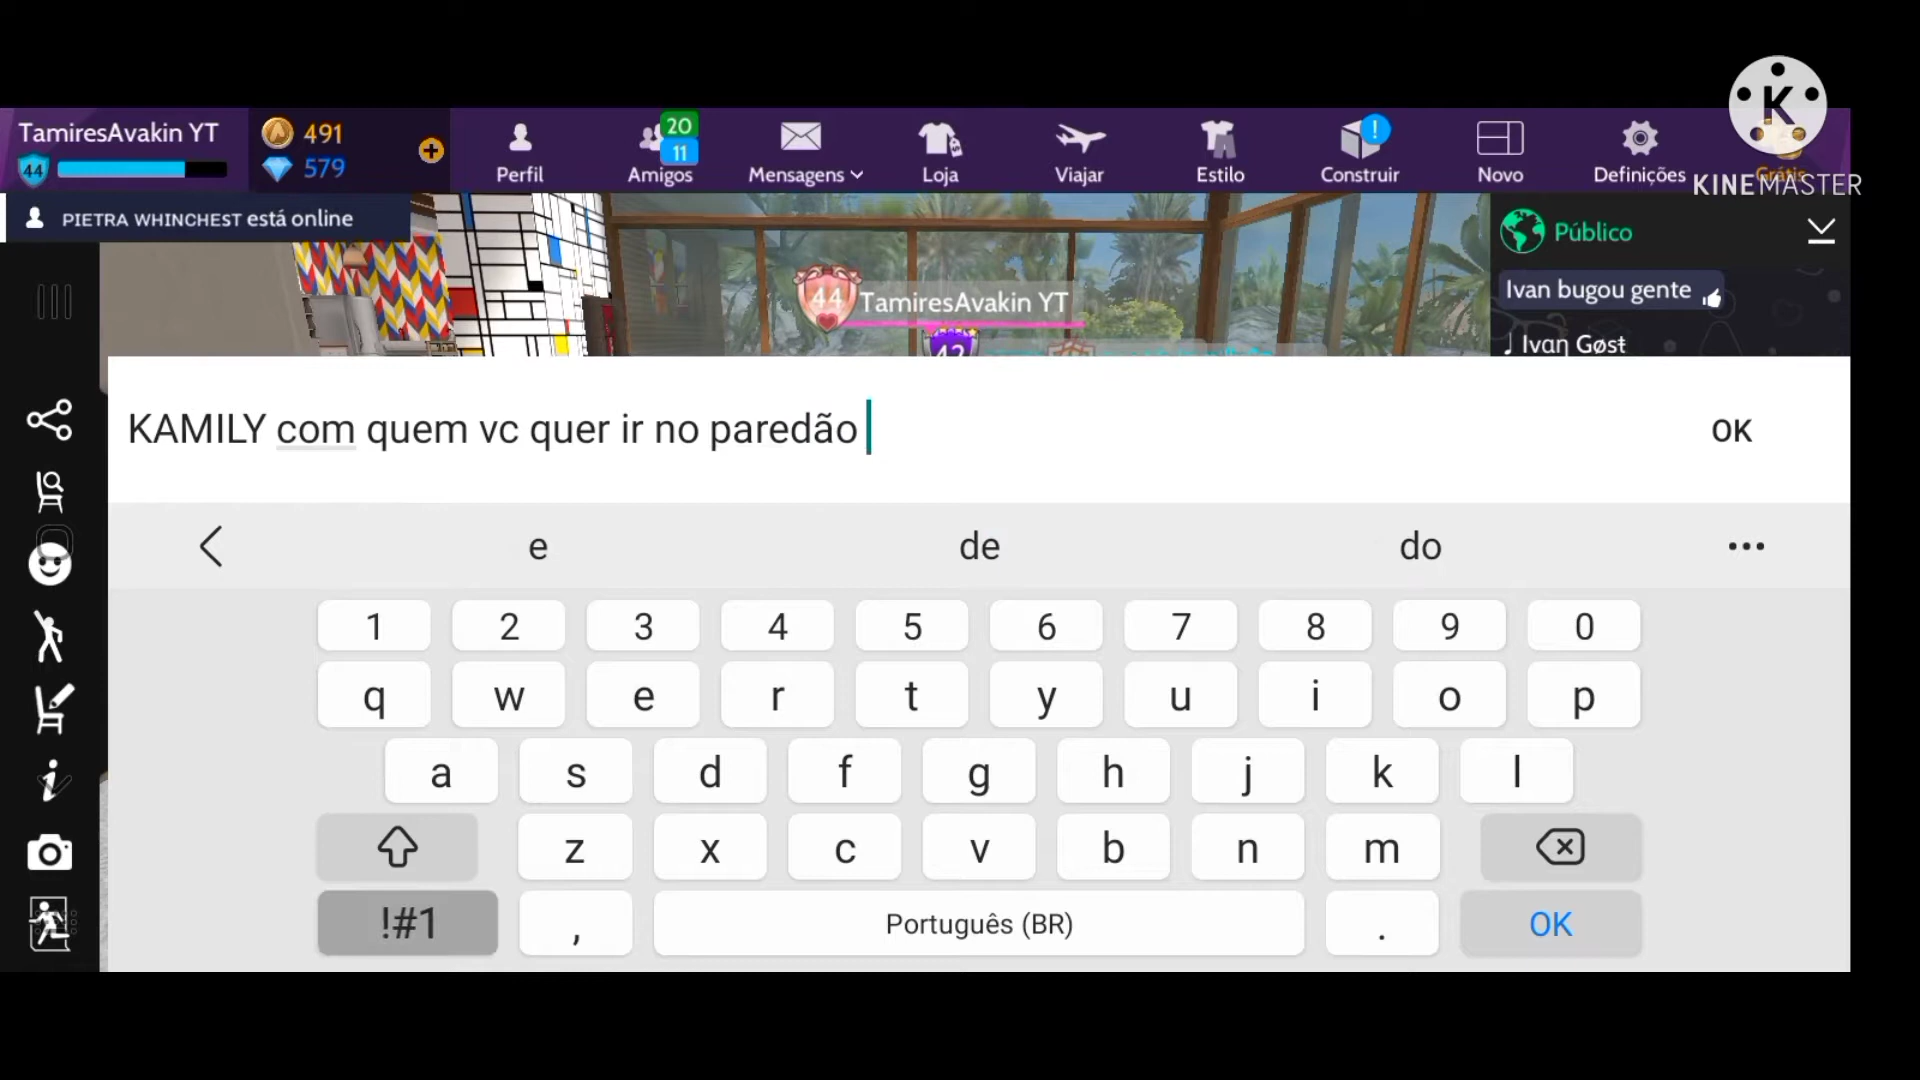 TamiresAvakin YT
44
491
579
Perfil
20
11
Amigos
Mensagens
Loja
Viajar
Estilo
!
Construir
Novo
Definições
Grátis
K
KINEMASTER
PIETRA WHINCHEST está online
Público
Ivan bugou gente
Ivan Gøst
44 TamiresAvakin YT
42
KAMILY com quem vc quer ir no paredão
OK
e de do
1 2 3 4 5 6 7 8 9 0
q w e r t y u i o p
a s d f g h j k l
z x c v b n m
!#1 , Português (BR) . OK